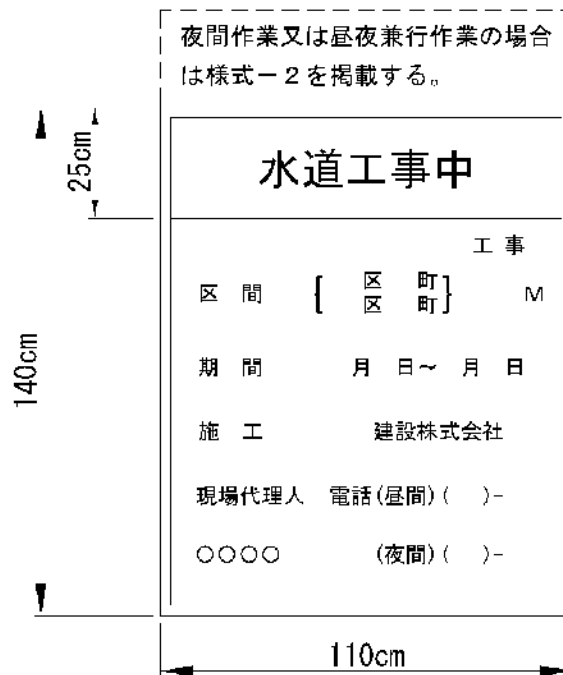 夜間作業又は昼夜兼行作業の場合
は様式－２を掲載する。
25cm
水道工事中
工事
区間 { 区 町 } M
区 町
140cm
期間 月 日～ 月 日
施工 建設株式会社
現場代理人 電話(昼間)( )-
○○○○ (夜間)( )-
110cm